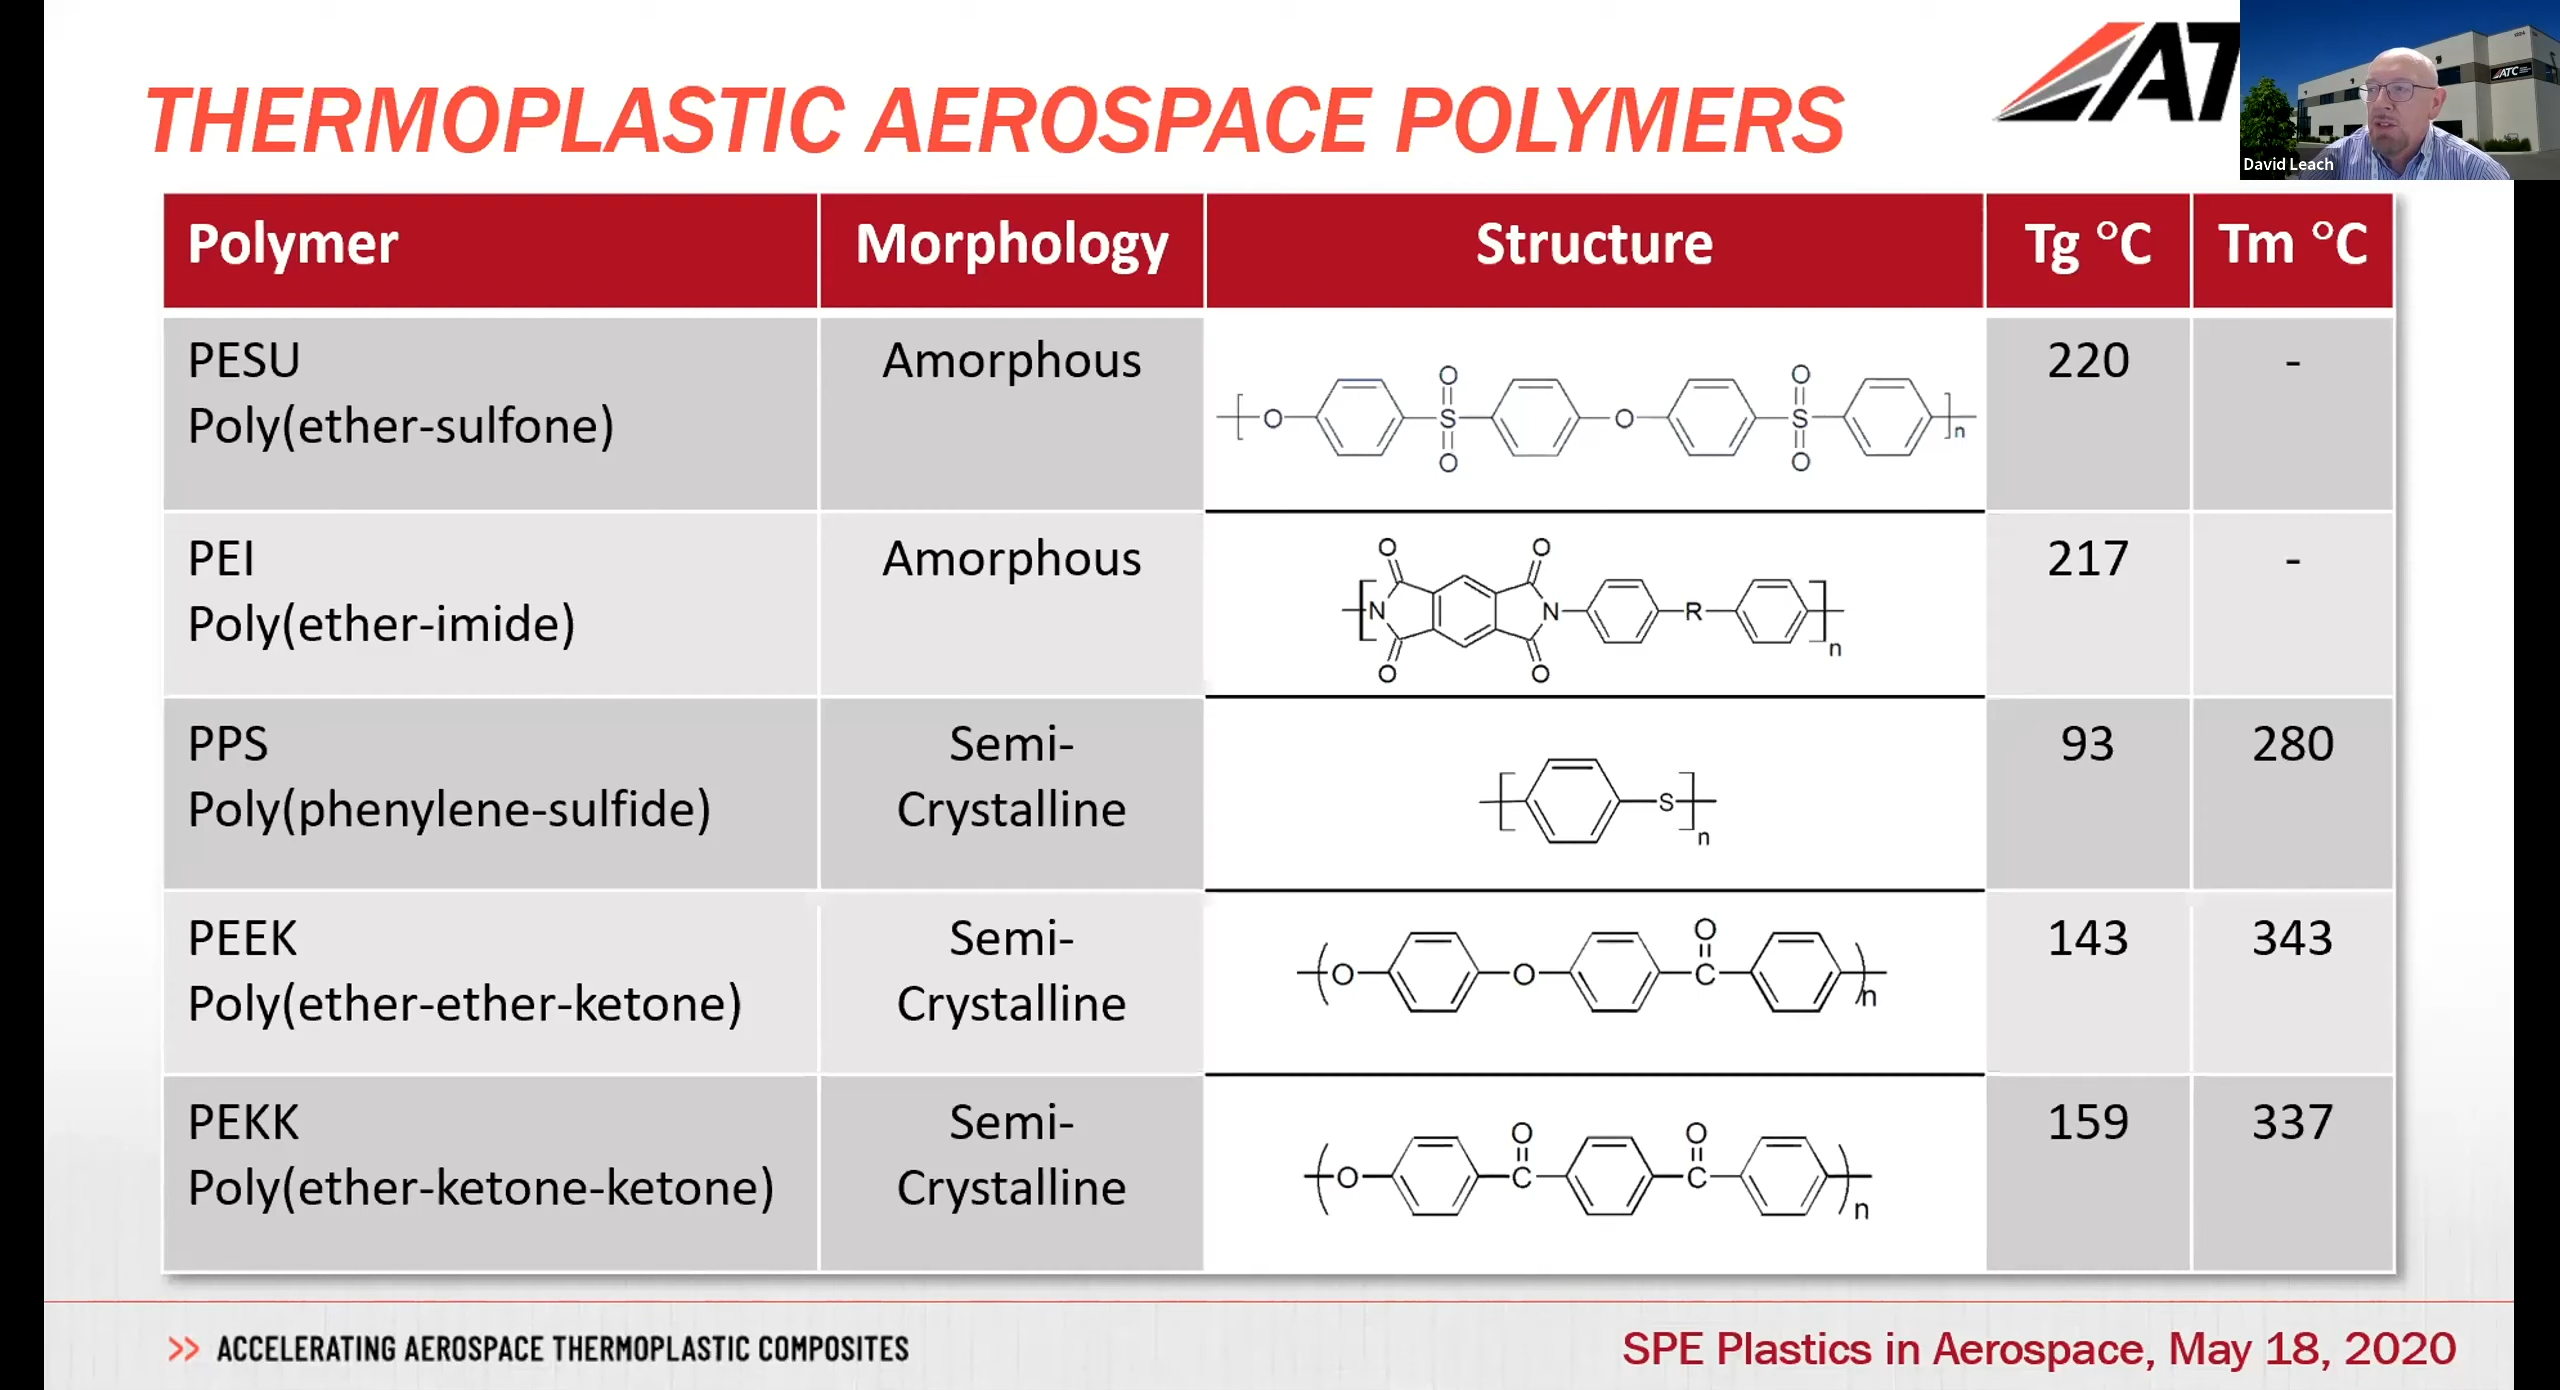 THERMOPLASTIC AEROSPACE POLYMERS
AT
ATC
David Leach
Polymer Morphology Structure Tg °C Tm °C
PESU
Poly(ether-sulfone)
Amorphous
O
O
S
O
O
O
S
O
n
220
-
PEI
Poly(ether-imide)
Amorphous
O
O
N
N
R
O
O
n
217
-
PPS
Poly(phenylene-sulfide)
Semi-
Crystalline
S
n
93
280
PEEK
Poly(ether-ether-ketone)
Semi-
Crystalline
O
O
O
C
n
143
343
PEKK
Poly(ether-ketone-ketone)
Semi-
Crystalline
O
O
O
C
C
n
159
337
>> ACCELERATING AEROSPACE THERMOPLASTIC COMPOSITES
SPE Plastics in Aerospace, May 18, 2020